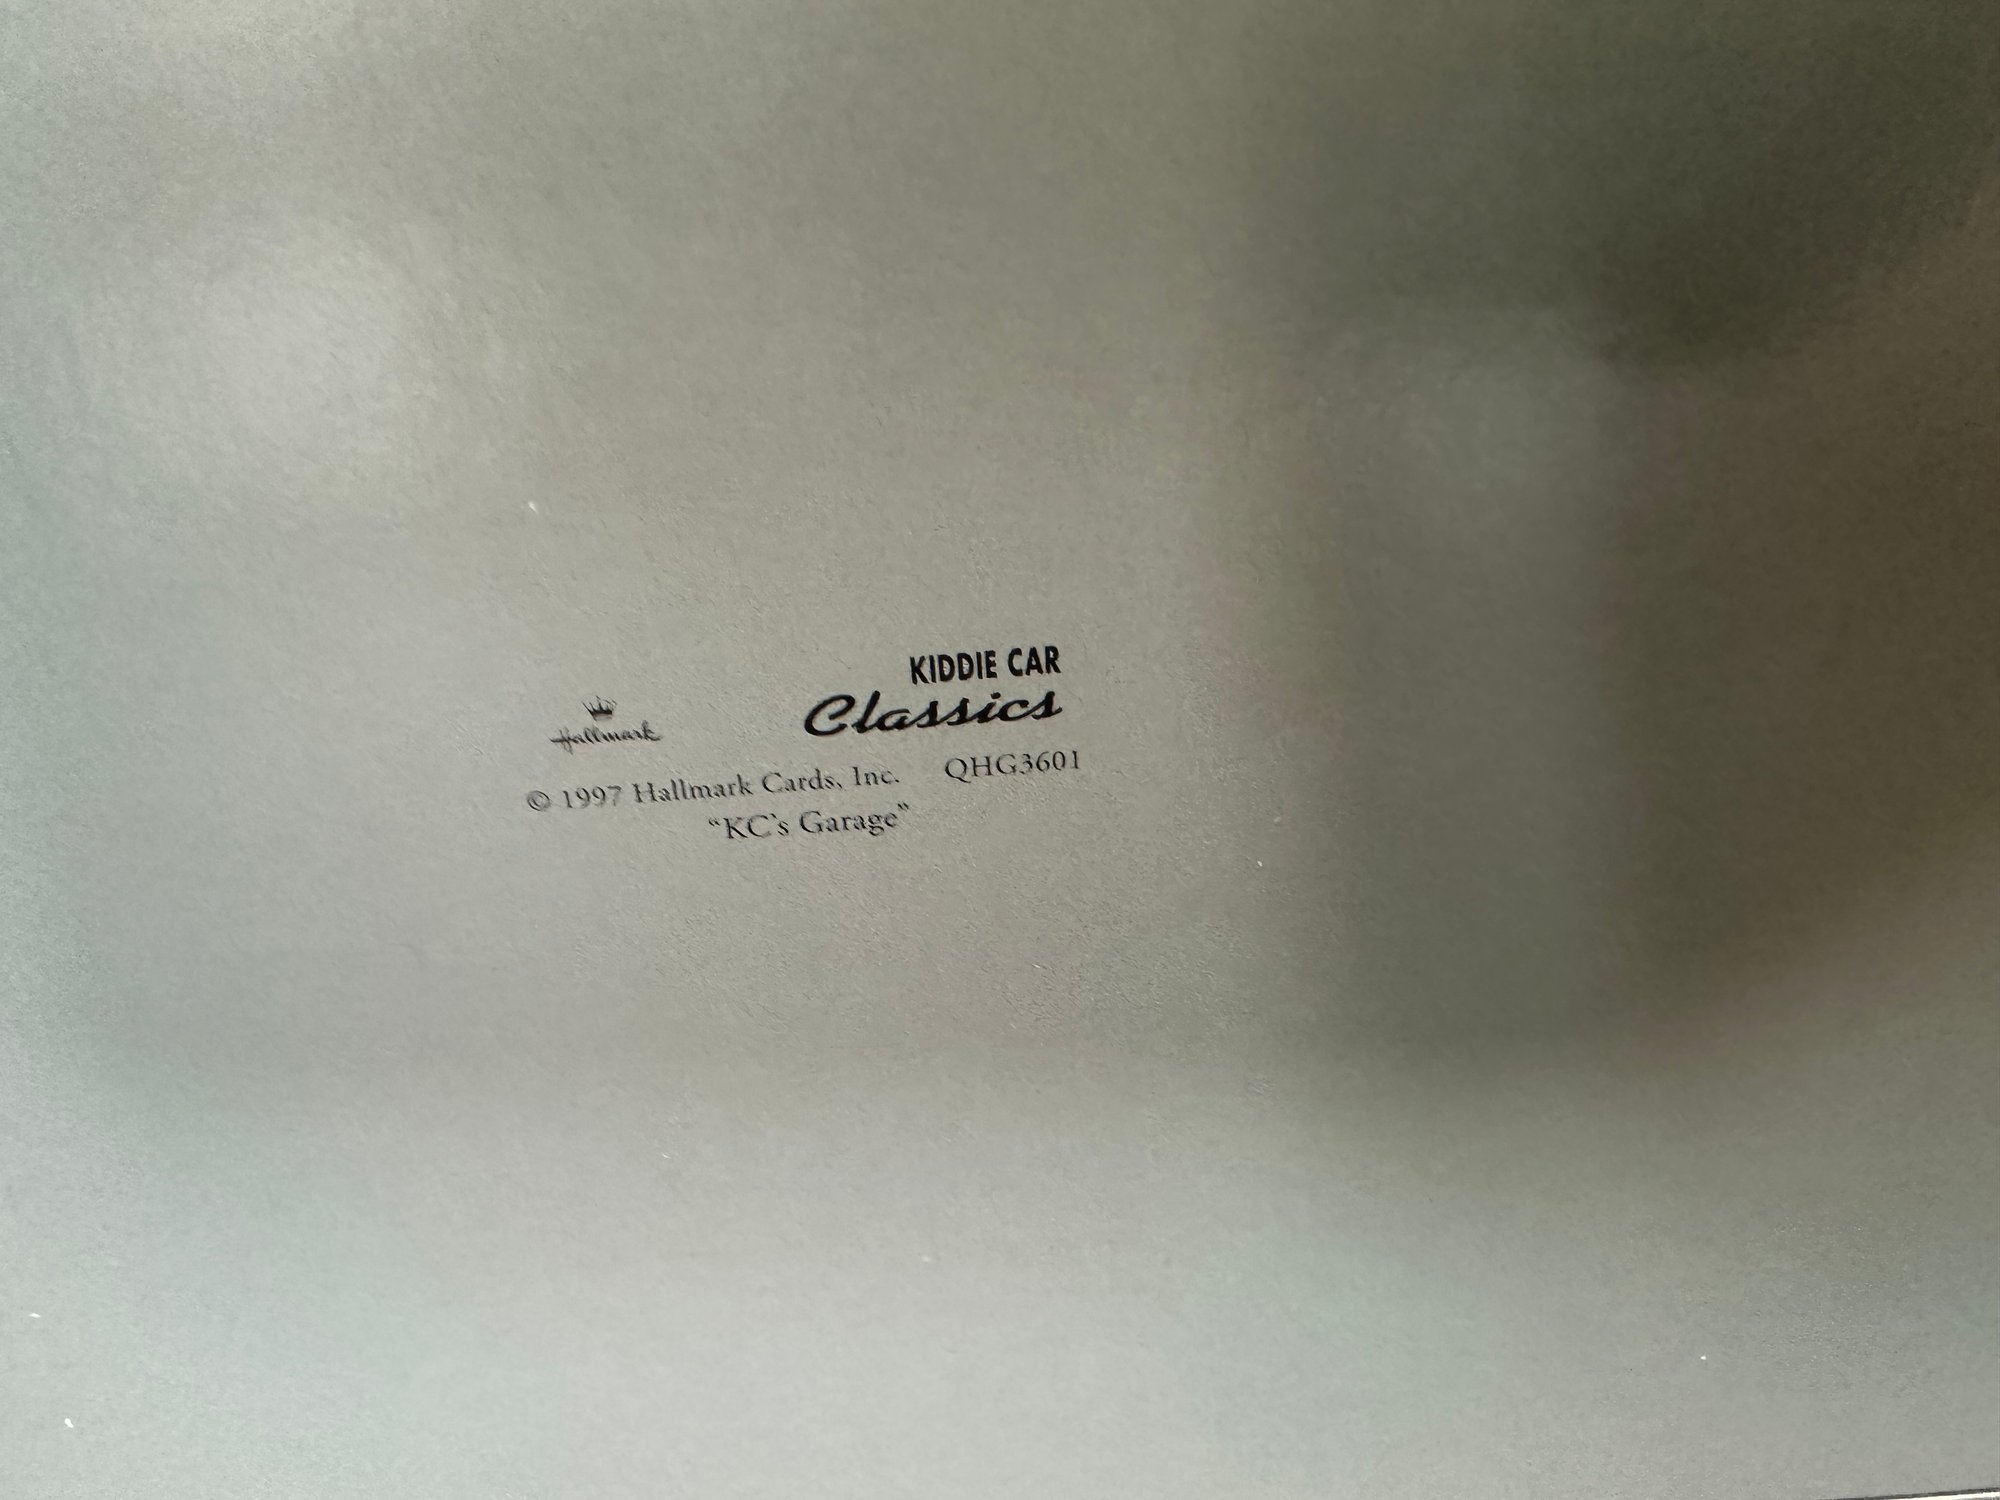 KIDDIE CAR
Classics
Hallmark
© 1997 Hallmark Cards, Inc. QHG3601
“KC’s Garage”